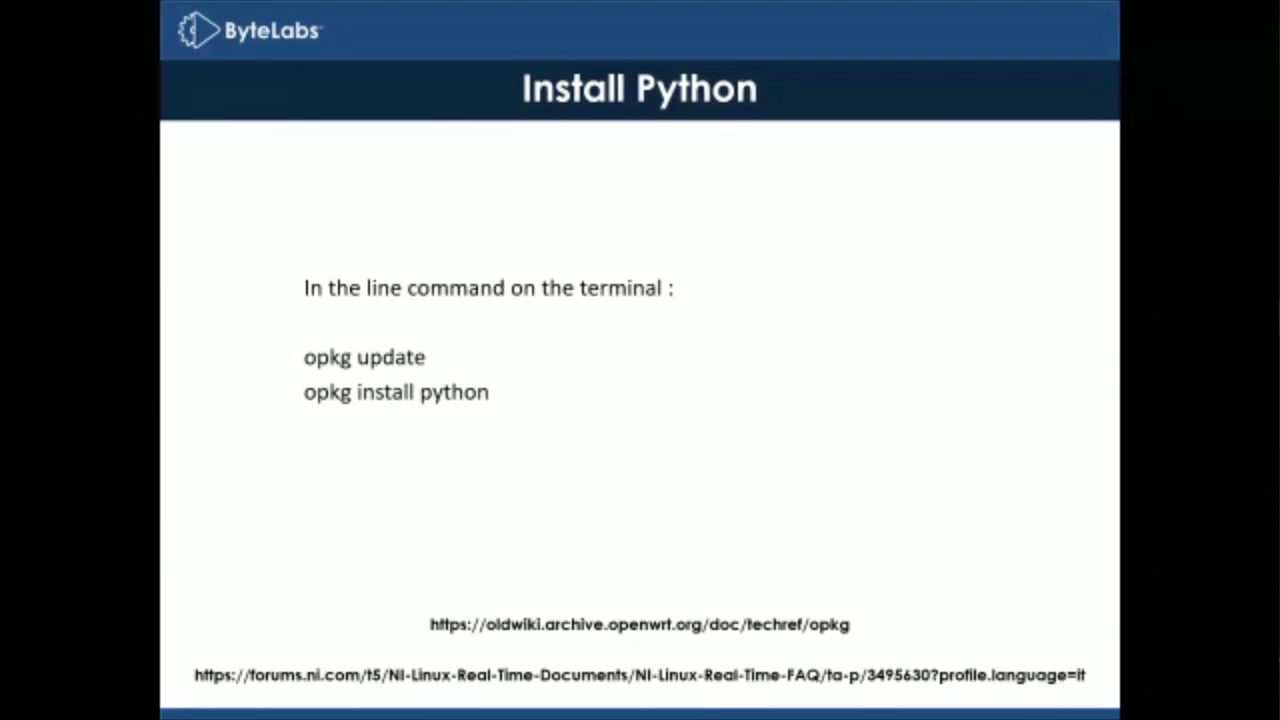 ByteLabs
Install Python
In the line command on the terminal :
opkg update
opkg install python
https://oldwiki.archive.openwrt.org/doc/techref/opkg
https://forums.ni.com/t5/NI-Linux-Real-Time-Documents/NI-Linux-Real-Time-FAQ/ta-p/3495630?profile.language=it